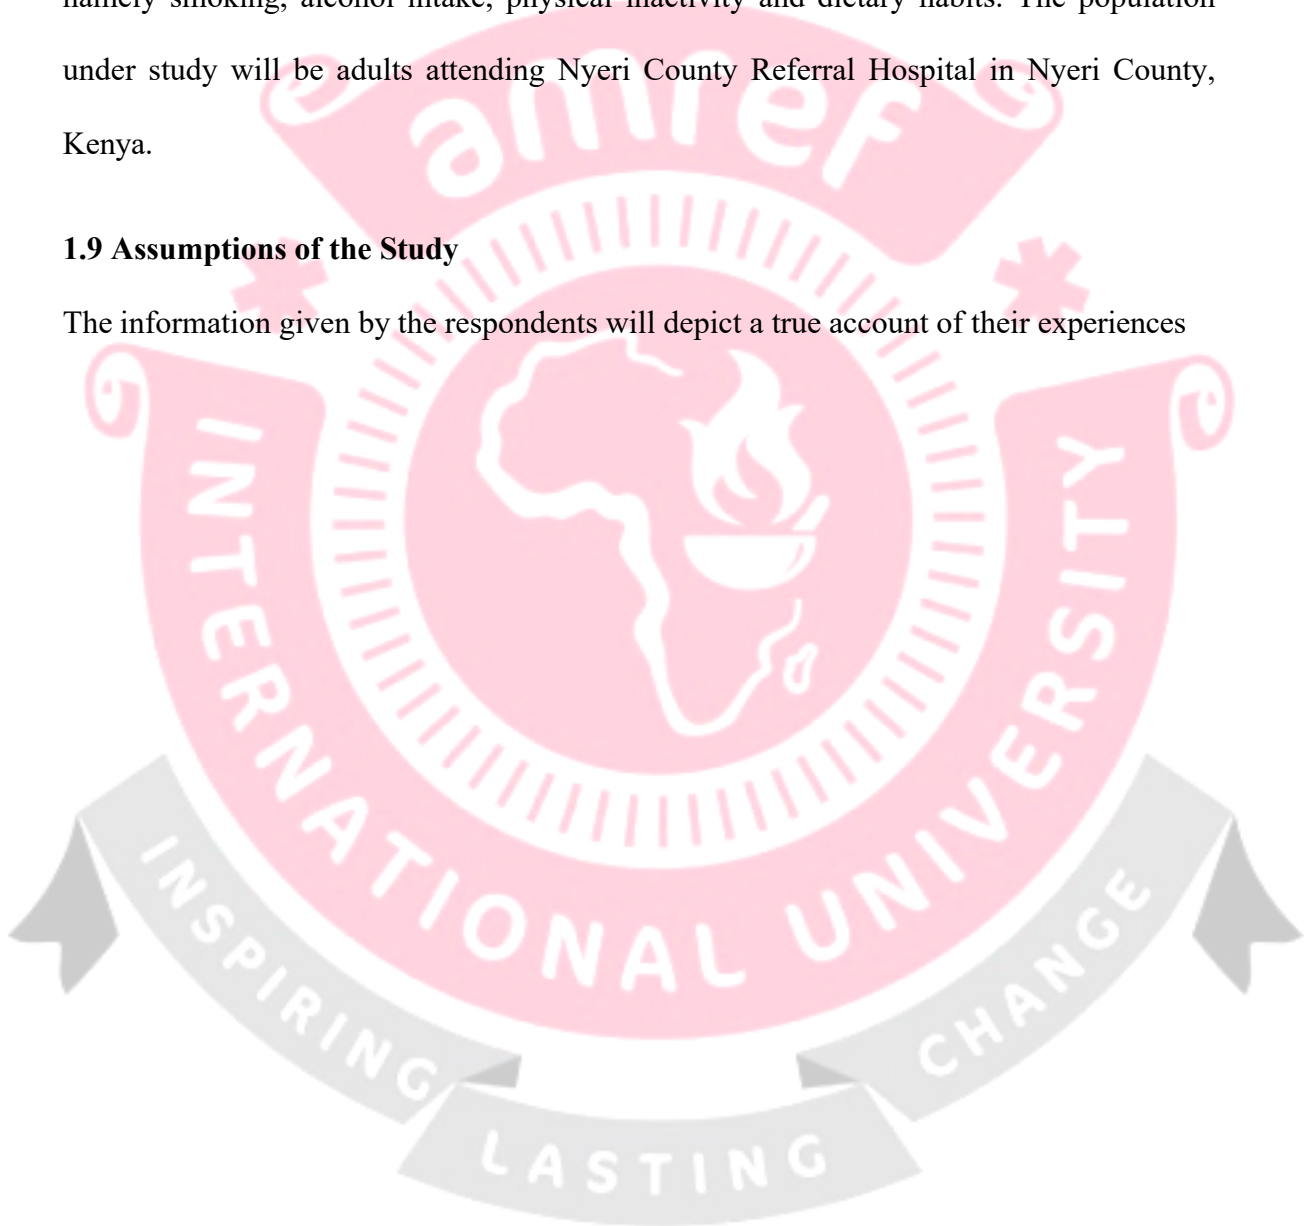 namely smoking, alcohol intake, physical inactivity and dietary habits. The population
under study will be adults attending Nyeri County Referral Hospital in Nyeri County,
Kenya.
1.9 Assumptions of the Study
The information given by the respondents will depict a true account of their experiences
amref
INTERNATIONAL UNIVERSITY
INSPIRING
LASTING
CHANGE